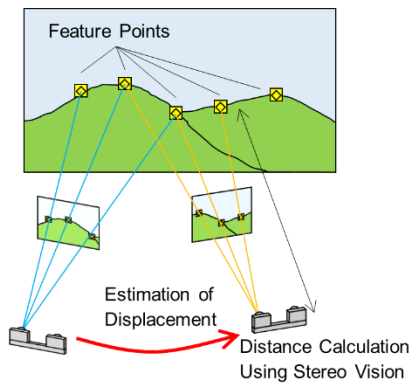 Feature Points
Estimation of
Displacement
Distance Calculation
Using Stereo Vision